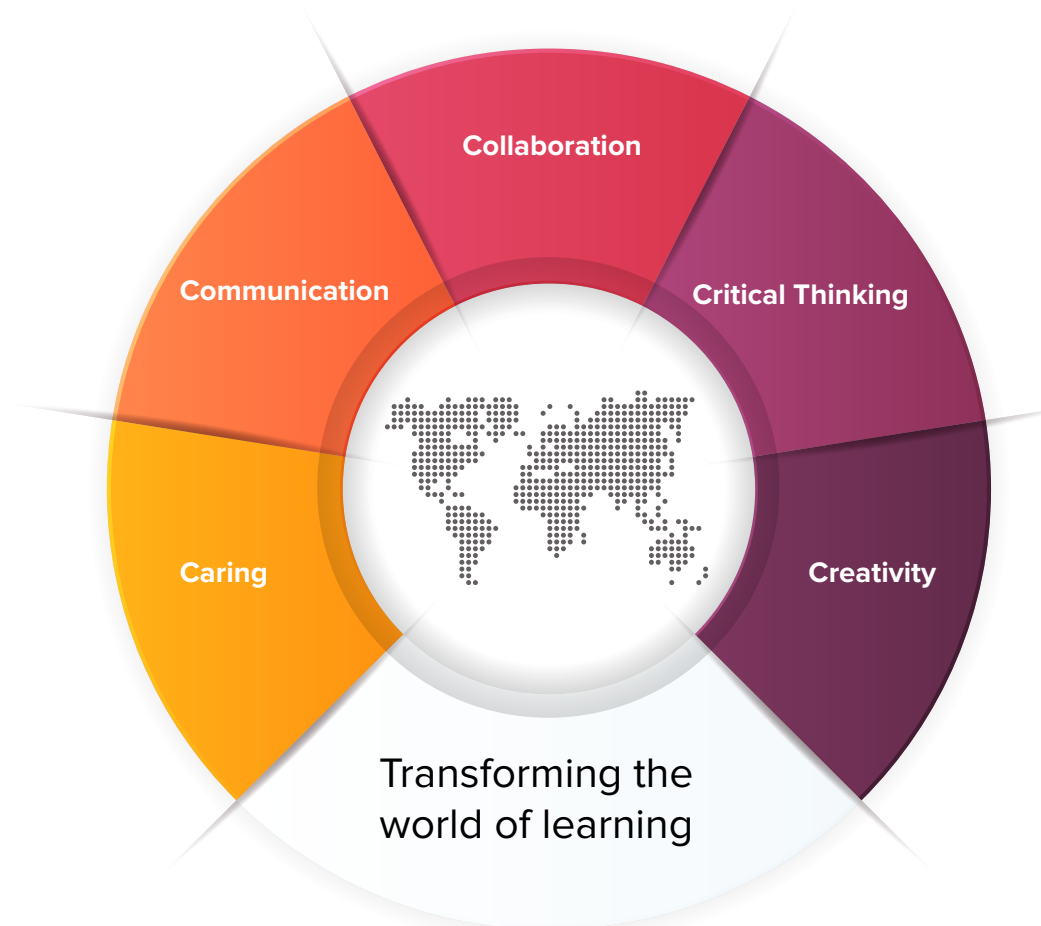 Collaboration
Communication
Critical Thinking
Caring
Creativity
Transforming the
world of learning